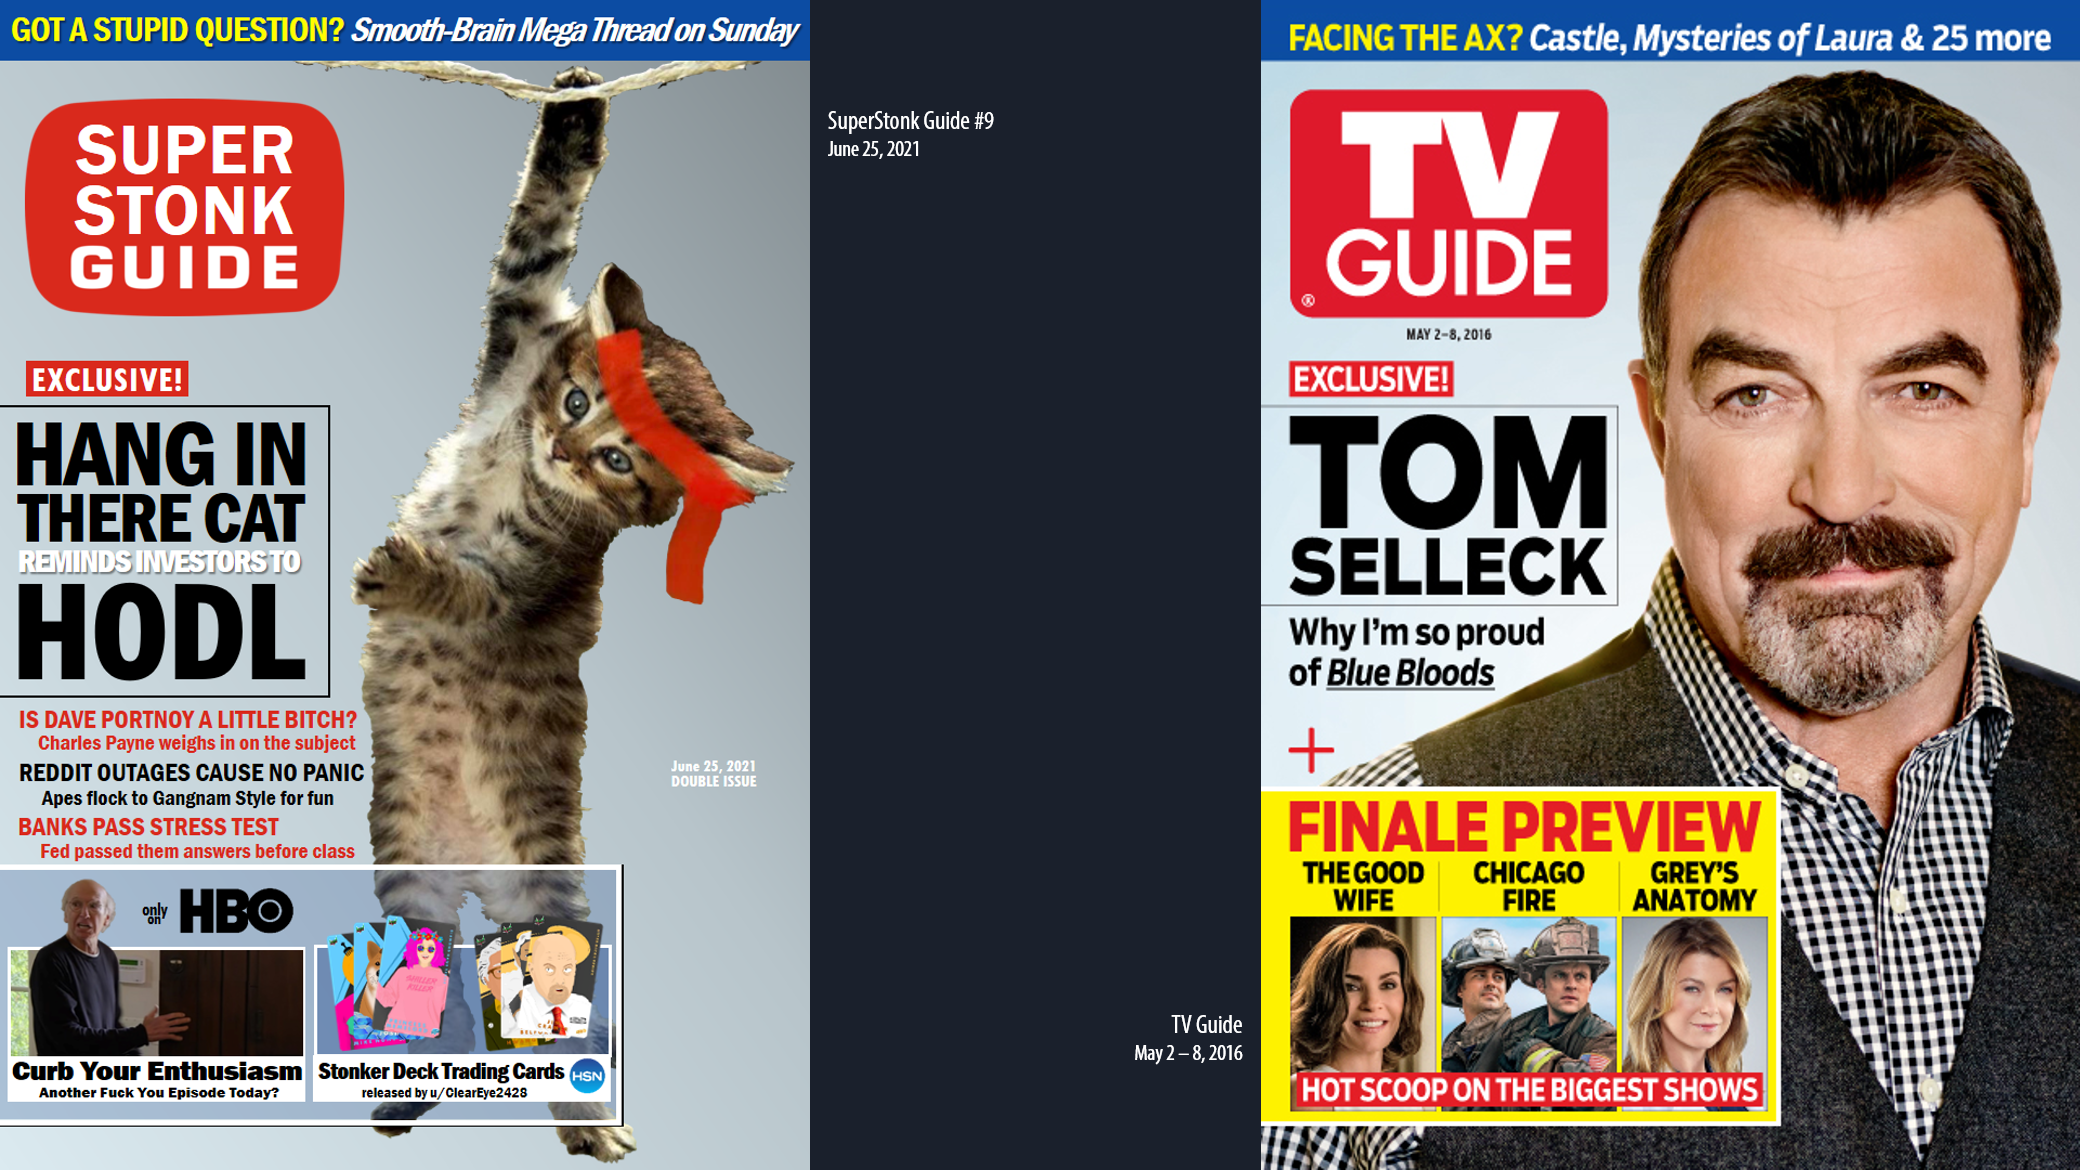 GOT A STUPID QUESTION? Smooth-Brain Mega Thread on Sunday
SUPER
STONK
GUIDE
EXCLUSIVE!
HANG IN
THERE CAT
REMINDS INVESTORS TO
HODL
IS DAVE PORTNOY A LITTLE BITCH?
Charles Payne weighs in on the subject
REDDIT OUTAGES CAUSE NO PANIC
Apes flock to Gangnam Style for fun
BANKS PASS STRESS TEST
Fed passed them answers before class
June 25, 2021
DOUBLE ISSUE
only
on
HBO
Curb Your Enthusiasm
Another Fuck You Episode Today?
Stonker Deck Trading Cards
HSN
released by u/ClearEye2428
SuperStonk Guide #9
June 25, 2021
TV Guide
May 2 – 8, 2016
FACING THE AX? Castle, Mysteries of Laura & 25 more
TV
GUIDE
®
MAY 2–8, 2016
EXCLUSIVE!
TOM
SELLECK
Why I'm so proud
of Blue Bloods
+
FINALE PREVIEW
THE GOOD
WIFE
CHICAGO
FIRE
GREY'S
ANATOMY
HOT SCOOP ON THE BIGGEST SHOWS